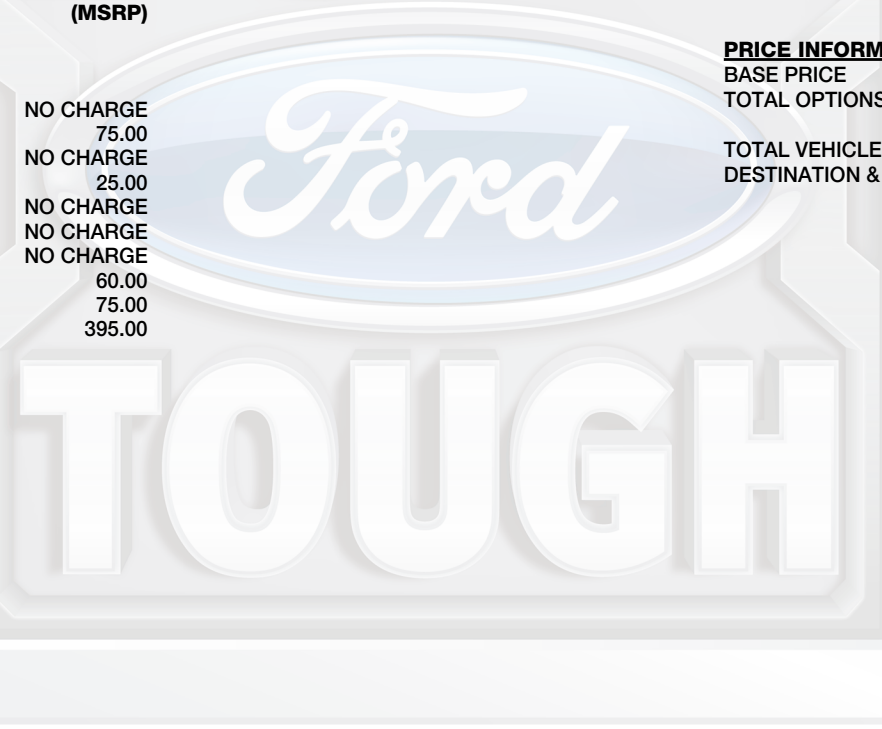 (MSRP)
NO CHARGE
75.00
NO CHARGE
25.00
NO CHARGE
NO CHARGE
NO CHARGE
60.00
75.00
395.00
PRICE INFORM
BASE PRICE
TOTAL OPTIONS
TOTAL VEHICLE
DESTINATION &
Ford
TOUGH